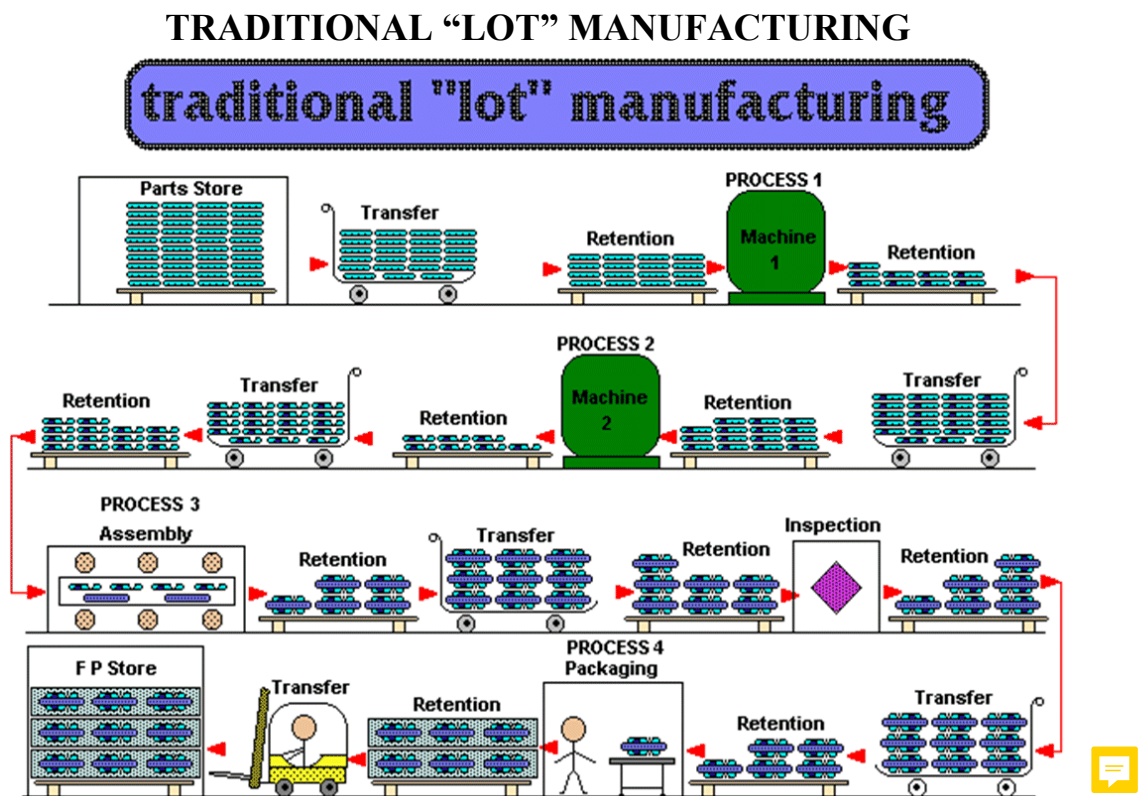 TRADITIONAL “LOT” MANUFACTURING
traditional "lot" manufacturing
Parts Store
Transfer
Retention
PROCESS 1
Machine
1
Retention
Retention
Transfer
Retention
PROCESS 2
Machine
2
Retention
Transfer
PROCESS 3
Assembly
Retention
Transfer
Retention
Inspection
Retention
F P Store
Transfer
Retention
PROCESS 4
Packaging
Retention
Transfer